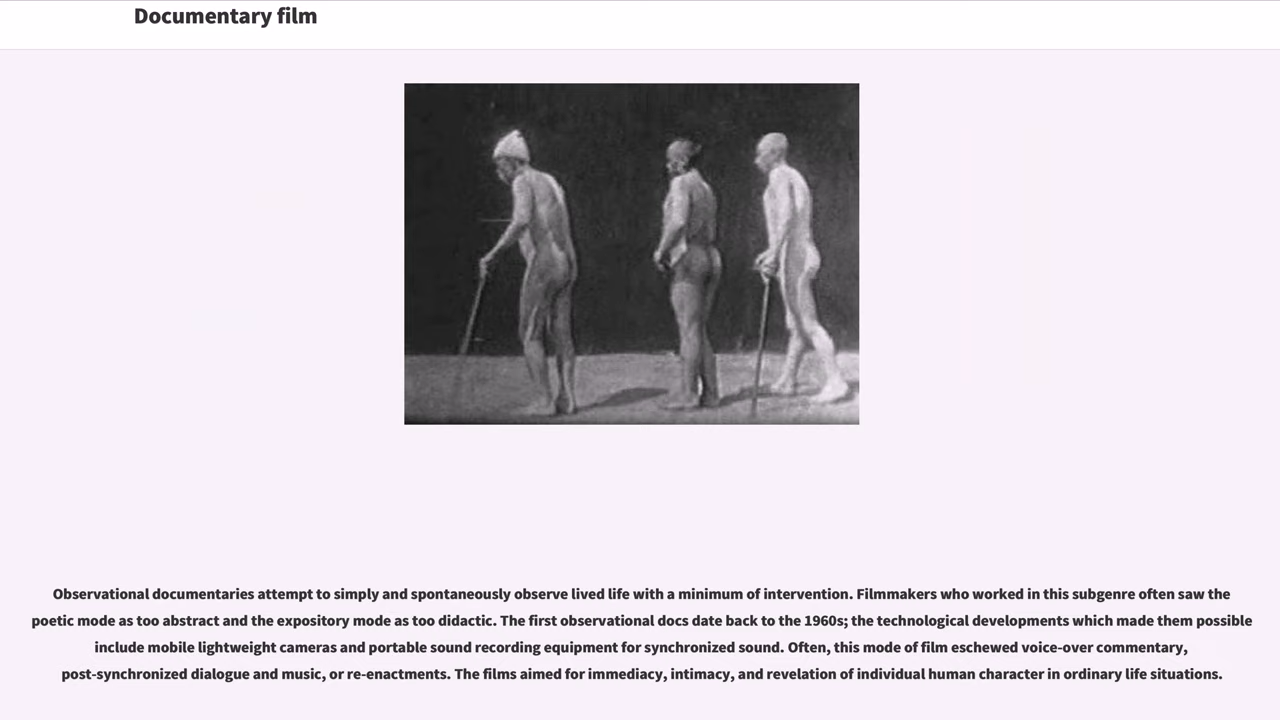 Documentary film
Observational documentaries attempt to simply and spontaneously observe lived life with a minimum of intervention. Filmmakers who worked in this subgenre often saw the
poetic mode as too abstract and the expository mode as too didactic. The first observational docs date back to the 1960s; the technological developments which made them possible
include mobile lightweight cameras and portable sound recording equipment for synchronized sound. Often, this mode of film eschewed voice-over commentary,
post-synchronized dialogue and music, or re-enactments. The films aimed for immediacy, intimacy, and revelation of individual human character in ordinary life situations.